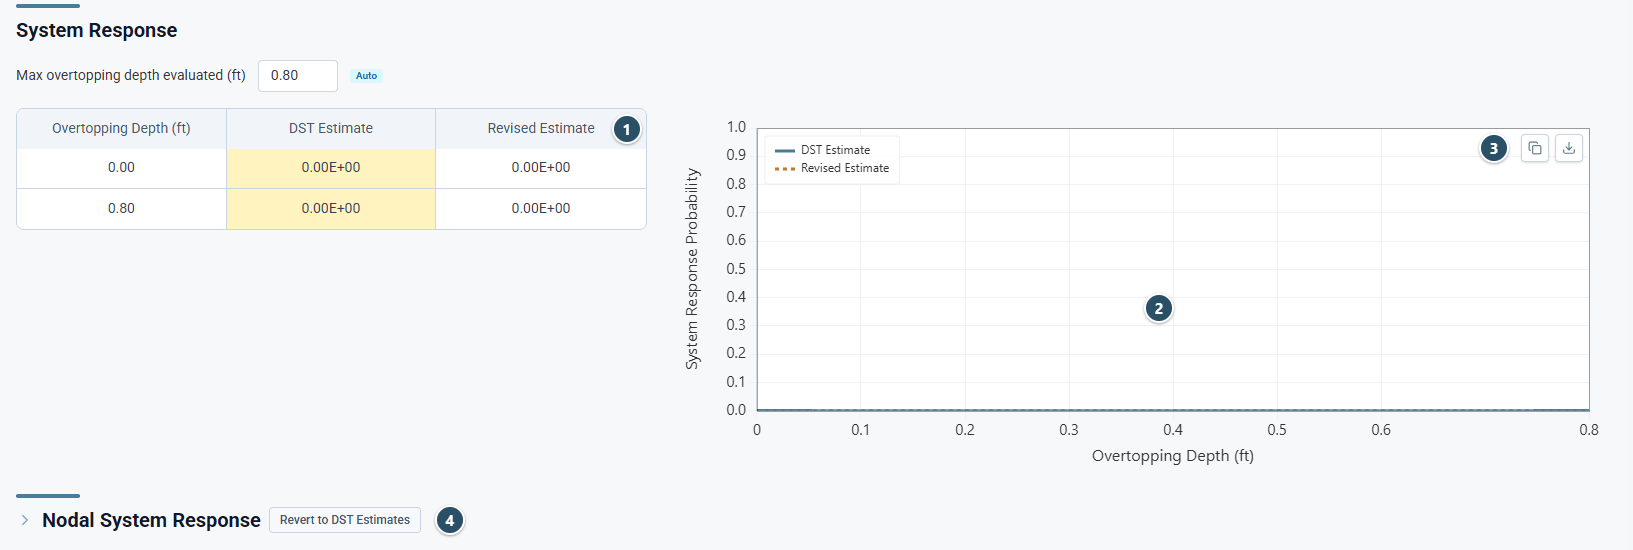 System Response
Max overtopping depth evaluated (ft) 0.80 Auto
Overtopping Depth (ft) DST Estimate Revised Estimate 1
0.00 0.00E+00 0.00E+00
0.80 0.00E+00 0.00E+00
System Response Probability
1.0
0.9
0.8
0.7
0.6
0.5
0.4
0.3
0.2
0.1
0.0
DST Estimate
Revised Estimate
3
2
0 0.1 0.2 0.3 0.4 0.5 0.6 0.8
Overtopping Depth (ft)
Nodal System Response Revert to DST Estimates 4